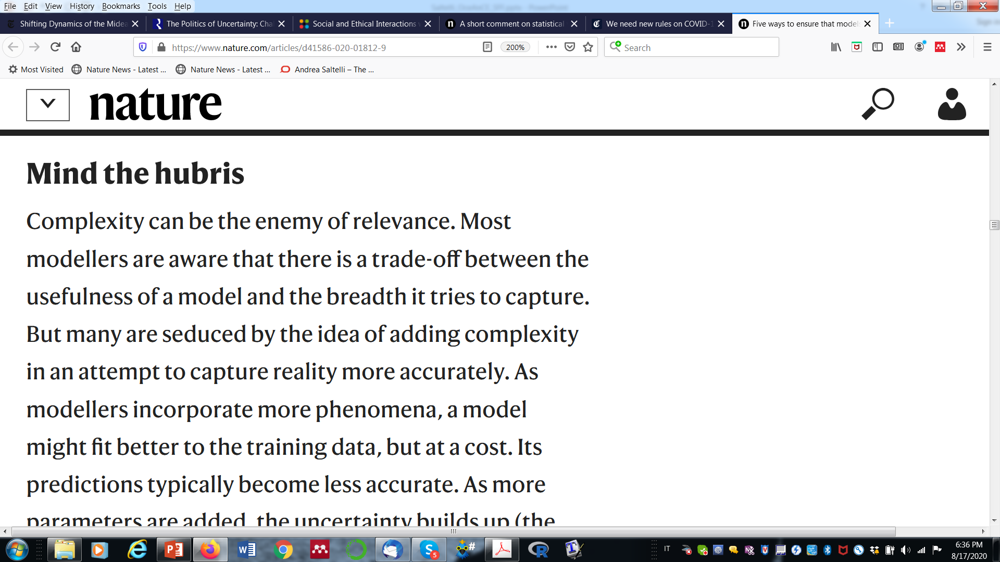 File Edit View History Bookmarks Tools Help
Shifting Dynamics of the Midea
The Politics of Uncertainty: Cha
Social and Ethical Interactions
A short comment on statistical
We need new rules on COVID-1
Five ways to ensure that models
https://www.nature.com/articles/d41586-020-01812-9
200%
Search
Most Visited
Nature News - Latest ...
Nature News - Latest ...
Andrea Saltelli – The ...
nature
Mind the hubris
Complexity can be the enemy of relevance. Most
modellers are aware that there is a trade-off between the
usefulness of a model and the breadth it tries to capture.
But many are seduced by the idea of adding complexity
in an attempt to capture reality more accurately. As
modellers incorporate more phenomena, a model
might fit better to the training data, but at a cost. Its
predictions typically become less accurate. As more
parameters are added, the uncertainty builds up (the
IT
6:36 PM
8/17/2020